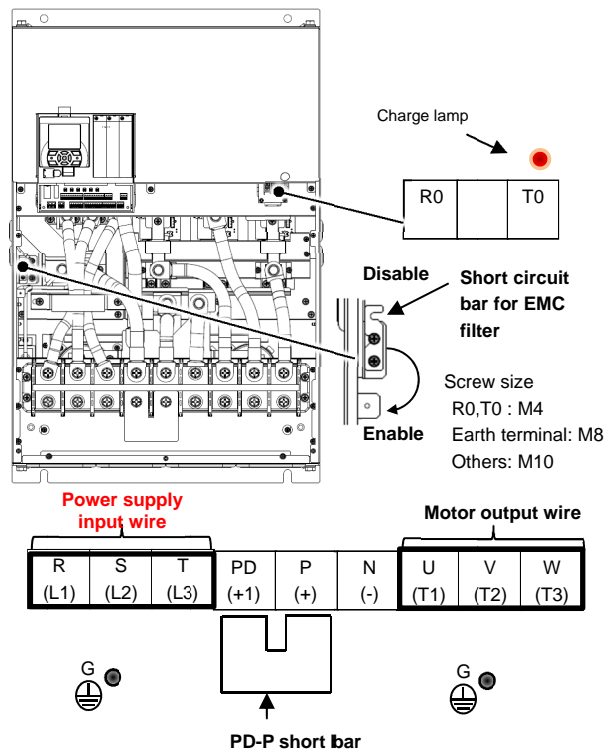 Charge lamp
R0 T0
Disable
Short circuit
bar for EMC
filter
Enable
Screw size
R0,T0 : M4
Earth terminal: M8
Others: M10
Power supply
input wire
Motor output wire
R S T PD P N U V W
(L1) (L2) (L3) (+1) (+) (-) (T1) (T2) (T3)
G G
PD-P short bar